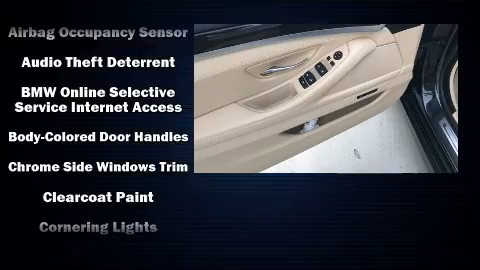 Airbag Occupancy Sensor
Audio Theft Deterrent
BMW Online Selective
Service Internet Access
Body-Colored Door Handles
Chrome Side Windows Trim
Clearcoat Paint
Cornering Lights